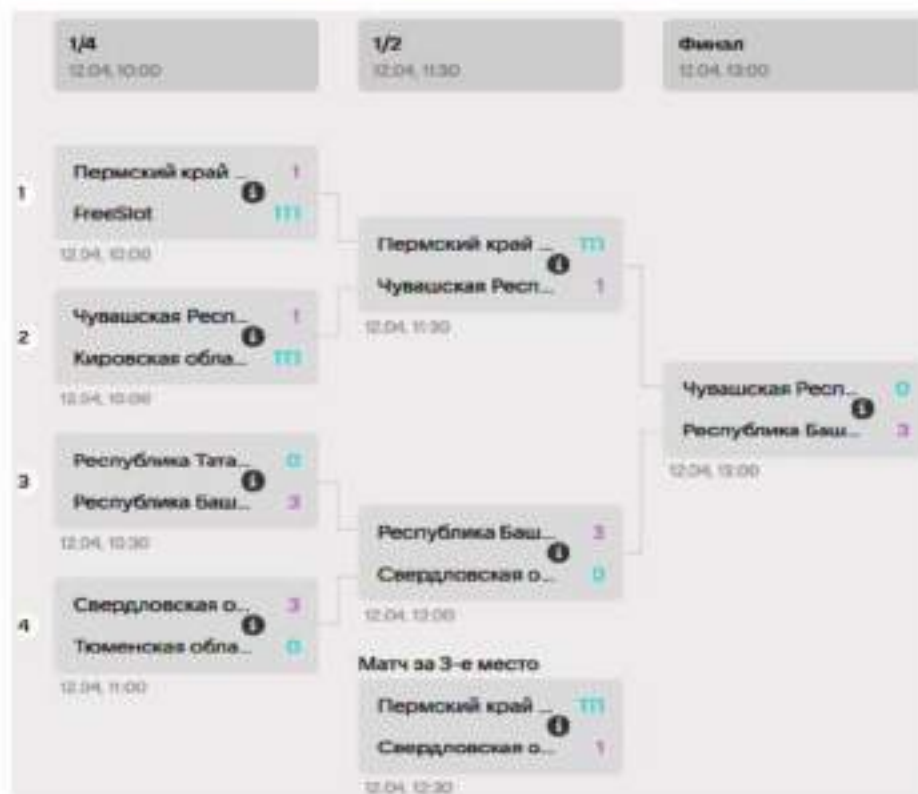 1/4
12.04, 10:00
1/2
12.04, 11:30
Финал
12.04, 13:00
1
Пермский край ... 1
FreeSlot ТП
12.04, 10:00
2
Чувашская Респ... 1
Кировская обла... ТП
12.04, 10:00
3
Республика Тата... 0
Республика Баш... 3
12.04, 10:30
4
Свердловская о... 3
Тюменская обла... 0
12.04, 11:00
Пермский край ... ТП
Чувашская Респ... 1
12.04, 11:30
Республика Баш... 3
Свердловская о... 0
12.04, 12:00
Матч за 3-е место
Пермский край ... ТП
Свердловская о... 1
12.04, 12:30
Чувашская Респ... 0
Республика Баш... 3
12.04, 13:00